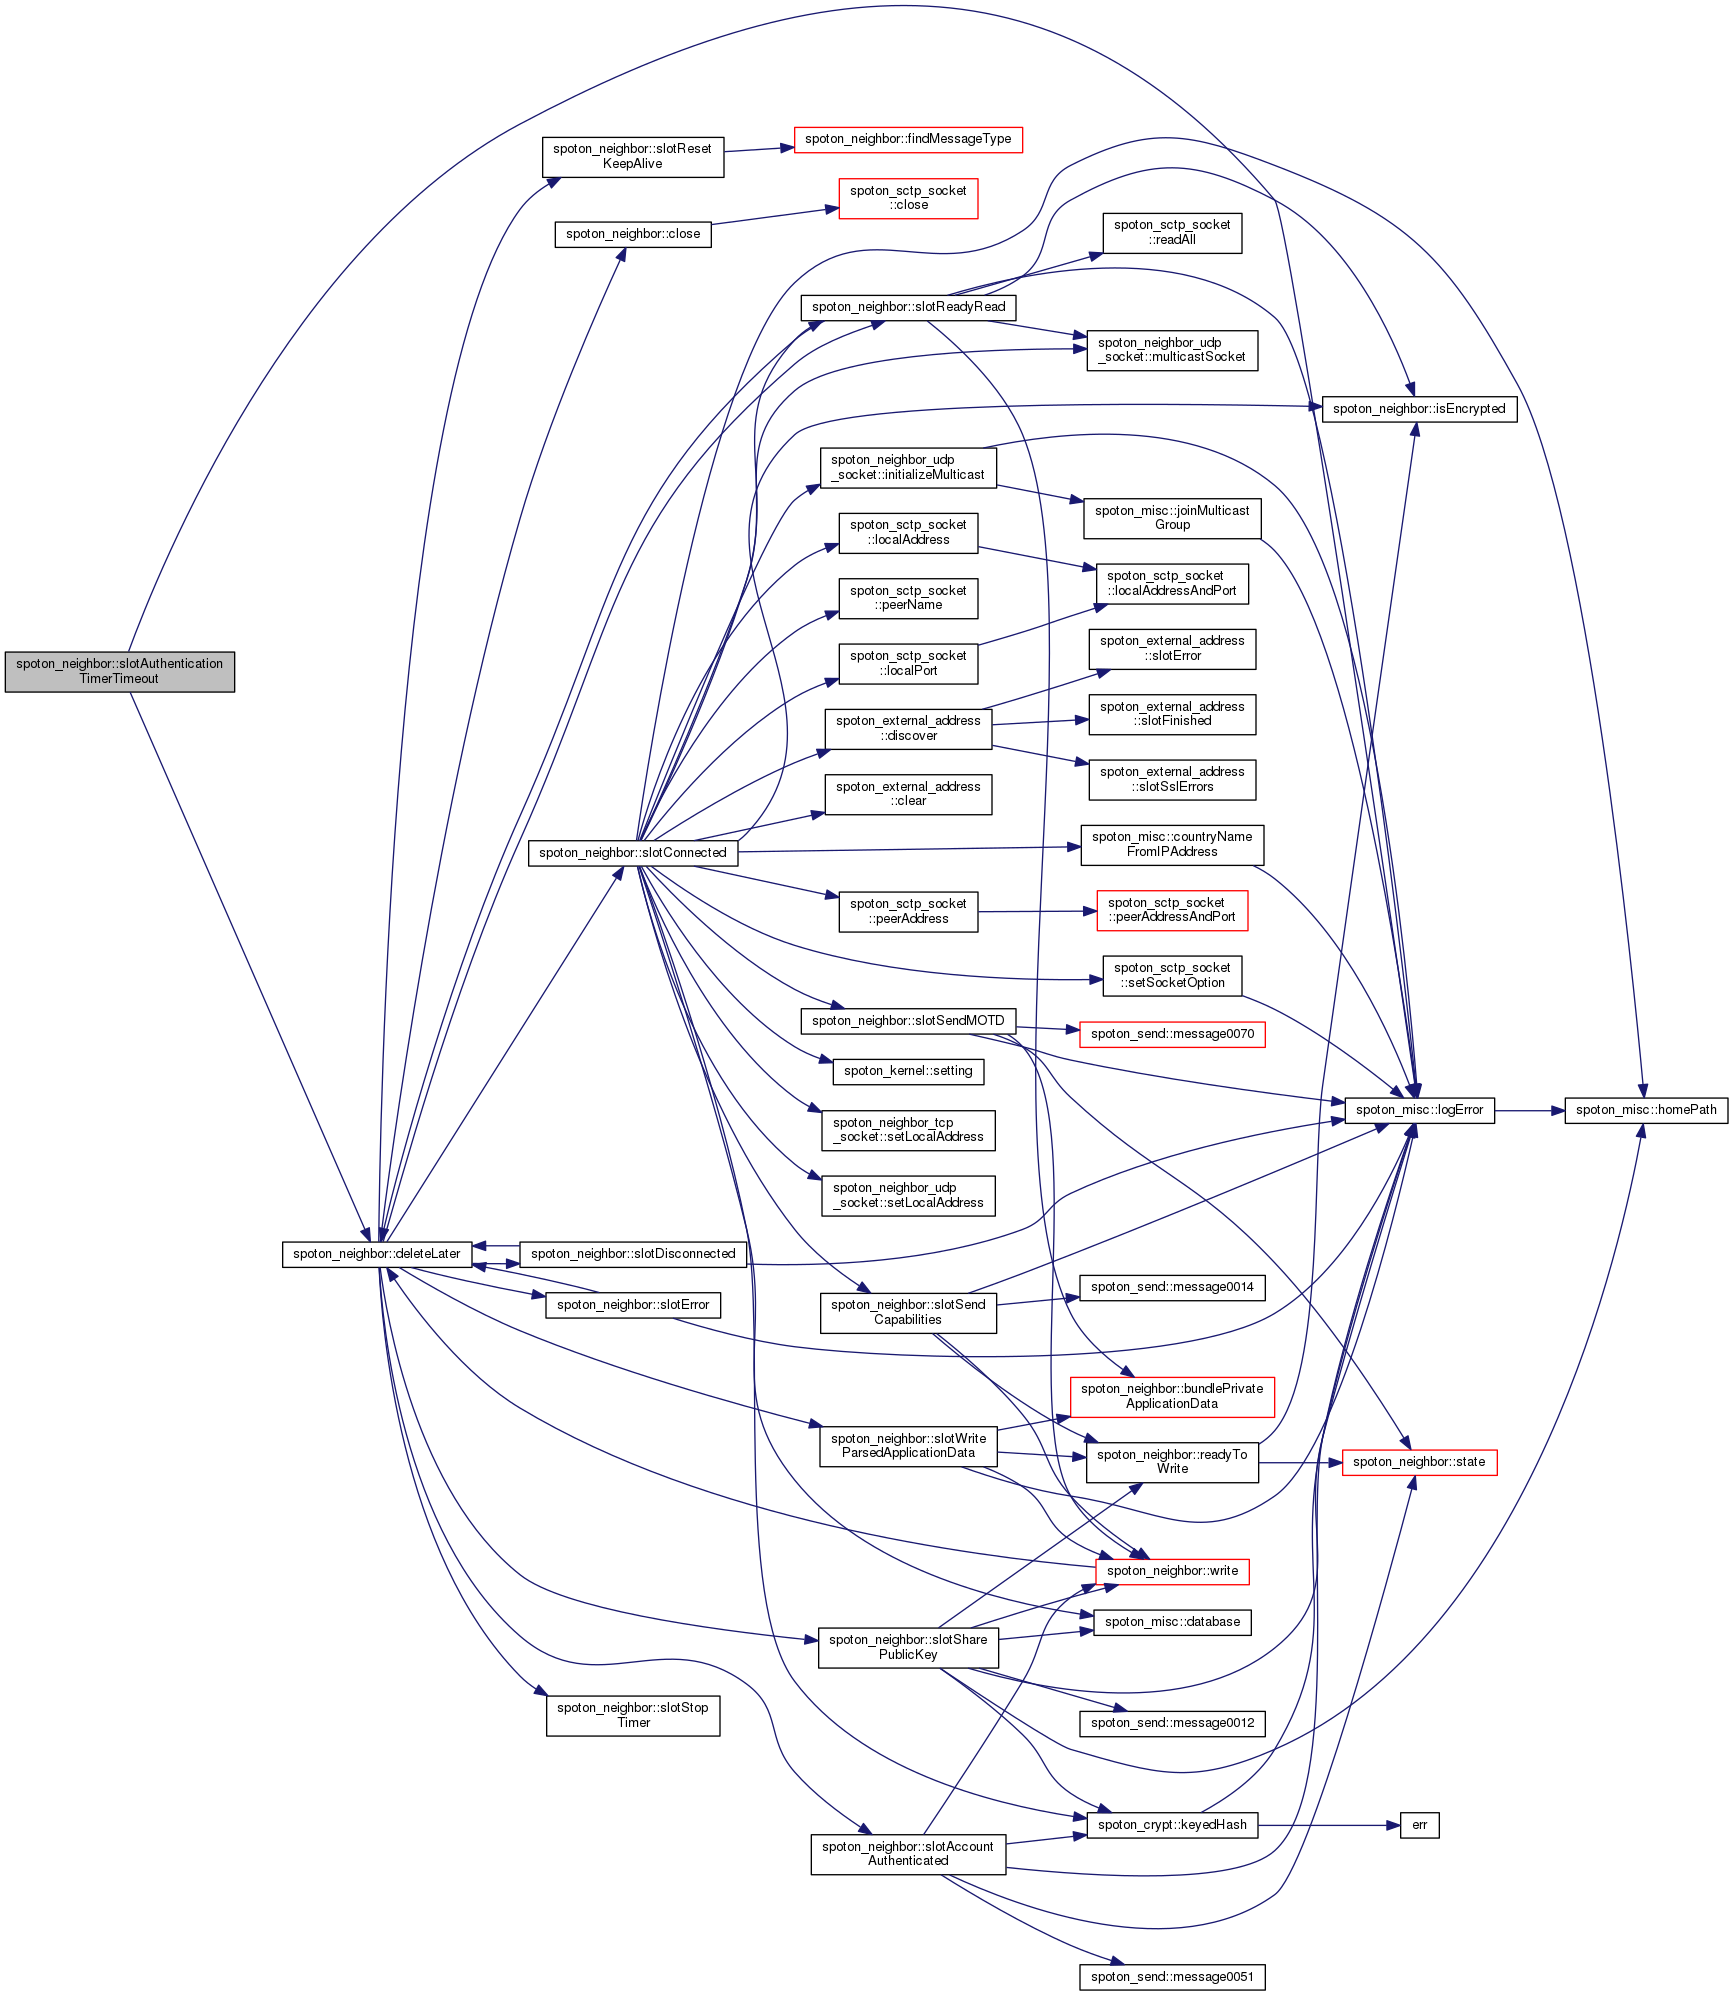 spoton_neighbor::slotAuthentication
TimerTimeout
spoton_neighbor::deleteLater
spoton_neighbor::slotReset
KeepAlive
spoton_neighbor::close
spoton_neighbor::slotConnected
spoton_neighbor::slotDisconnected
spoton_neighbor::slotError
spoton_neighbor::slotStop
Timer
spoton_neighbor::findMessageType
spoton_sctp_socket
::close
spoton_neighbor::slotReadyRead
spoton_neighbor_udp
_socket::initializeMulticast
spoton_sctp_socket
::localAddress
spoton_sctp_socket
::peerName
spoton_sctp_socket
::localPort
spoton_external_address
::discover
spoton_external_address
::clear
spoton_sctp_socket
::peerAddress
spoton_neighbor::slotSendMOTD
spoton_kernel::setting
spoton_neighbor_tcp
_socket::setLocalAddress
spoton_neighbor_udp
_socket::setLocalAddress
spoton_neighbor::slotSend
Capabilities
spoton_neighbor::slotWrite
ParsedApplicationData
spoton_neighbor::slotShare
PublicKey
spoton_neighbor::slotAccount
Authenticated
spoton_sctp_socket
::readAll
spoton_neighbor_udp
_socket::multicastSocket
spoton_misc::joinMulticast
Group
spoton_sctp_socket
::localAddressAndPort
spoton_external_address
::slotError
spoton_external_address
::slotFinished
spoton_external_address
::slotSslErrors
spoton_misc::countryName
FromIPAddress
spoton_sctp_socket
::peerAddressAndPort
spoton_sctp_socket
::setSocketOption
spoton_send::message0070
spoton_send::message0014
spoton_neighbor::bundlePrivate
ApplicationData
spoton_neighbor::readyTo
Write
spoton_neighbor::write
spoton_misc::database
spoton_send::message0012
spoton_crypt::keyedHash
spoton_send::message0051
spoton_neighbor::isEncrypted
spoton_misc::logError
spoton_neighbor::state
err
spoton_misc::homePath